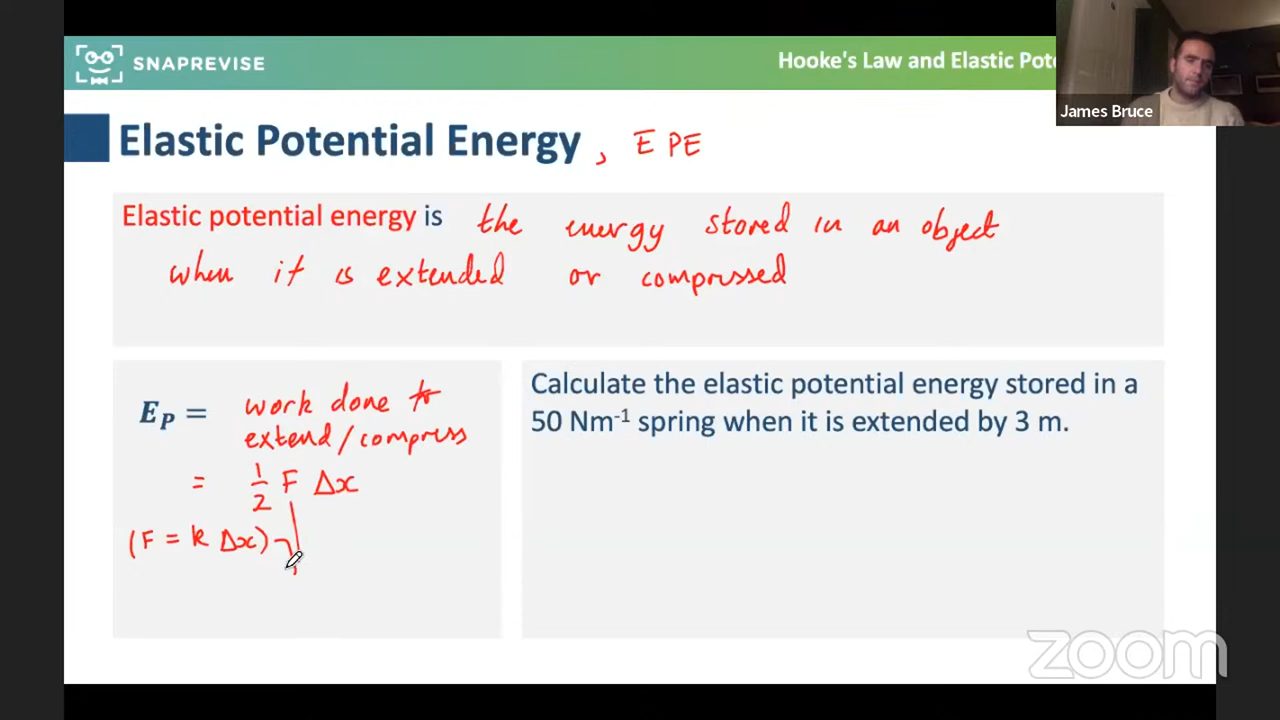 SNAPREVISE
Hooke's Law and Elastic Pote
James Bruce
Elastic Potential Energy, EPE
Elastic potential energy is the energy stored in an object
when it is extended or compressed
E_P = work done to
extend/compress
= 1/2 F Δx
(F = k Δx)
Calculate the elastic potential energy stored in a
50 Nm⁻¹ spring when it is extended by 3 m.
zoom